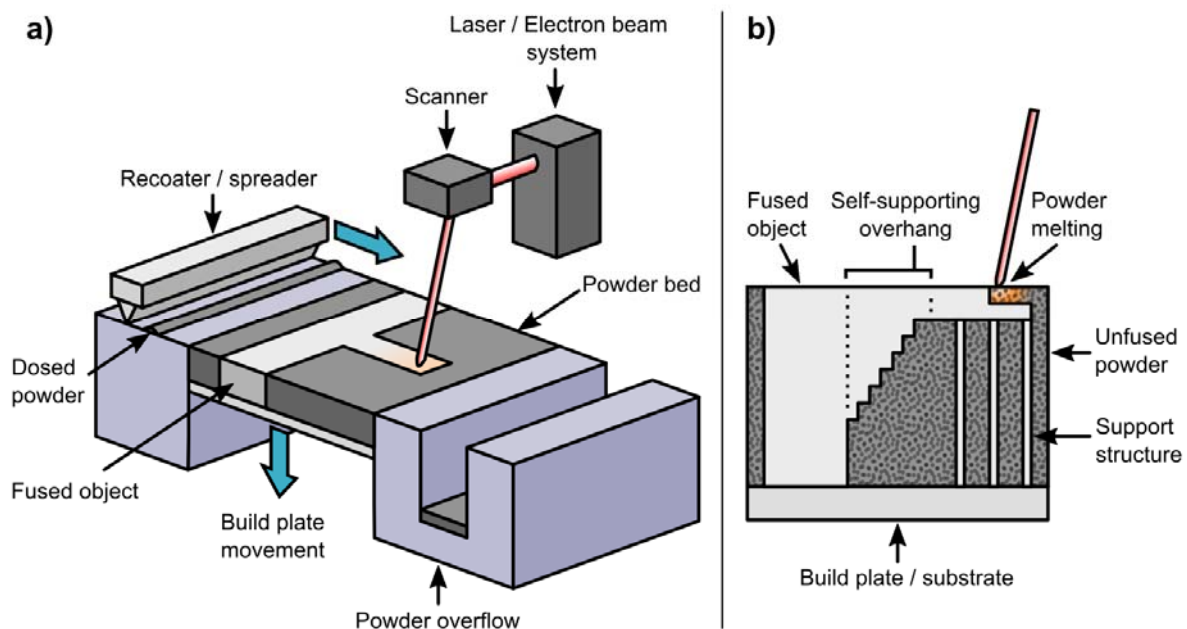 a)
Laser / Electron beam
system
Scanner
Recoater / spreader
Powder bed
Dosed
powder
Fused object
Build plate
movement
Powder overflow
b)
Fused
object
Self-supporting
overhang
Powder
melting
Unfused
powder
Support
structure
Build plate / substrate